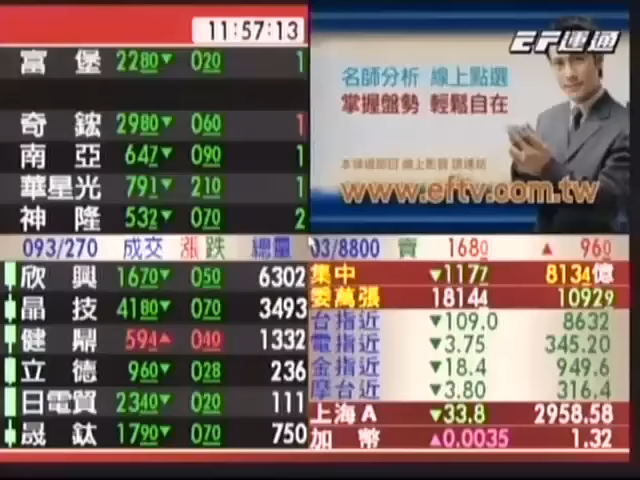 11:57:13
富堡 2280▼ 020 1
奇鋐 2980▼ 060 1
南亞 647▼ 090 1
華星光 791▼ 210 1
神隆 532▼ 070 2
EF運通
名師分析 線上點選
掌握盤勢 輕鬆自在
www.eftv.com.tw
093/270 成交 漲跌 總量
欣興 1670▼ 050 6302
晶技 4180▼ 070 3493
健鼎 594▲ 040 1332
立德 960▼ 028 236
日電貿 2340▼ 020 111
晟鈦 1790▼ 070 750
03/8800 賣 1680 ▲ 960
集中 ▼1177 8134億
委萬張 18144 10929
台指近 ▼109.0 8632
電指近 ▼3.75 345.20
金指近 ▼18.4 949.6
摩台近 ▼3.80 316.4
上海A ▼33.8 2958.58
加幣 ▲0.0035 1.32